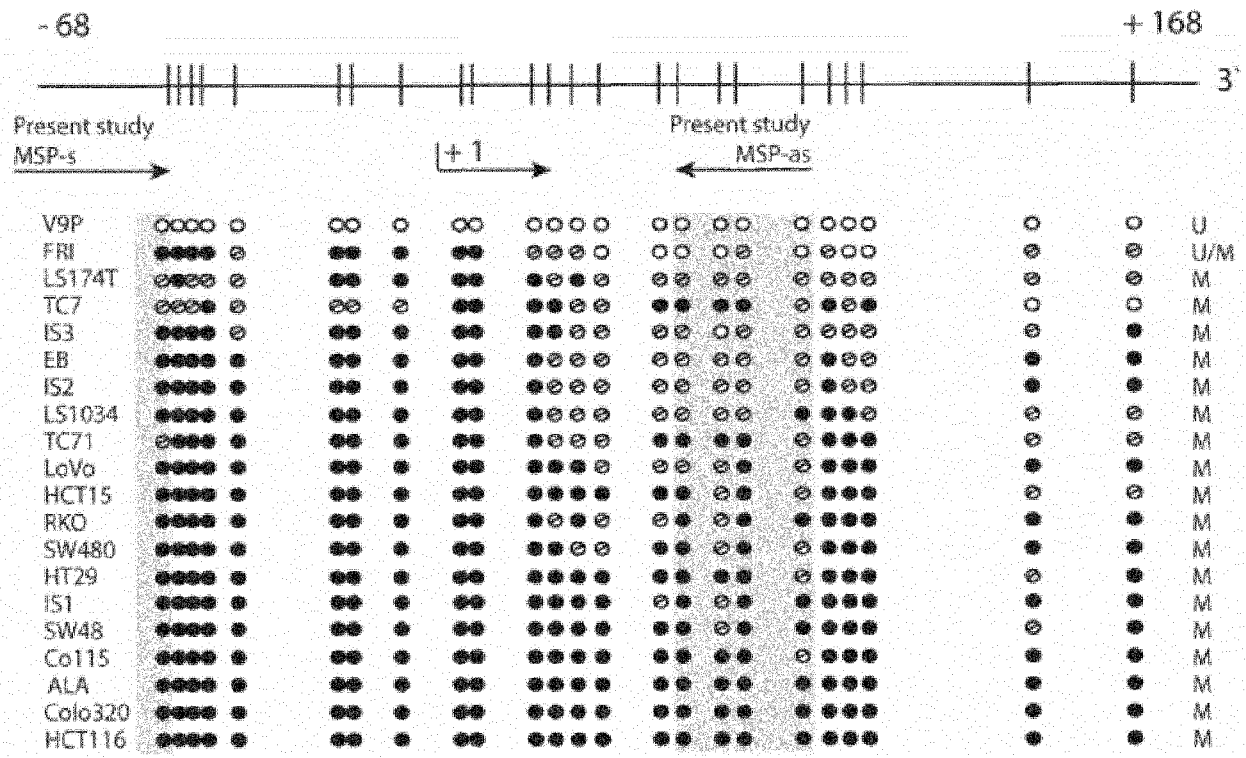 - 68 + 168
3'
Present study Present study
MSP-s +1 MSP-as
V9P U
FRI U/M
LS174T M
TC7 M
IS3 M
EB M
IS2 M
LS1034 M
TC71 M
LoVo M
HCT15 M
RKO M
SW480 M
HT29 M
IS1 M
SW48 M
Co115 M
ALA M
Colo320 M
HCT116 M